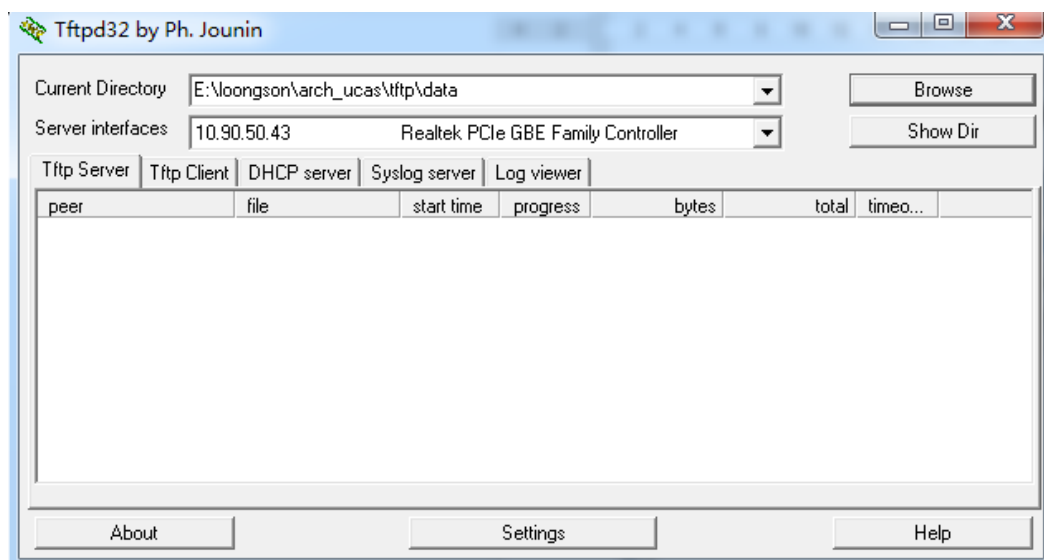 Tftpd32 by Ph. Jounin
Current Directory E:\loongson\arch_ucas\tftp\data Browse
Server interfaces 10.90.50.43 Realtek PCIe GBE Family Controller Show Dir
Tftp Server Tftp Client DHCP server Syslog server Log viewer
peer file start time progress bytes total timeo...
About Settings Help